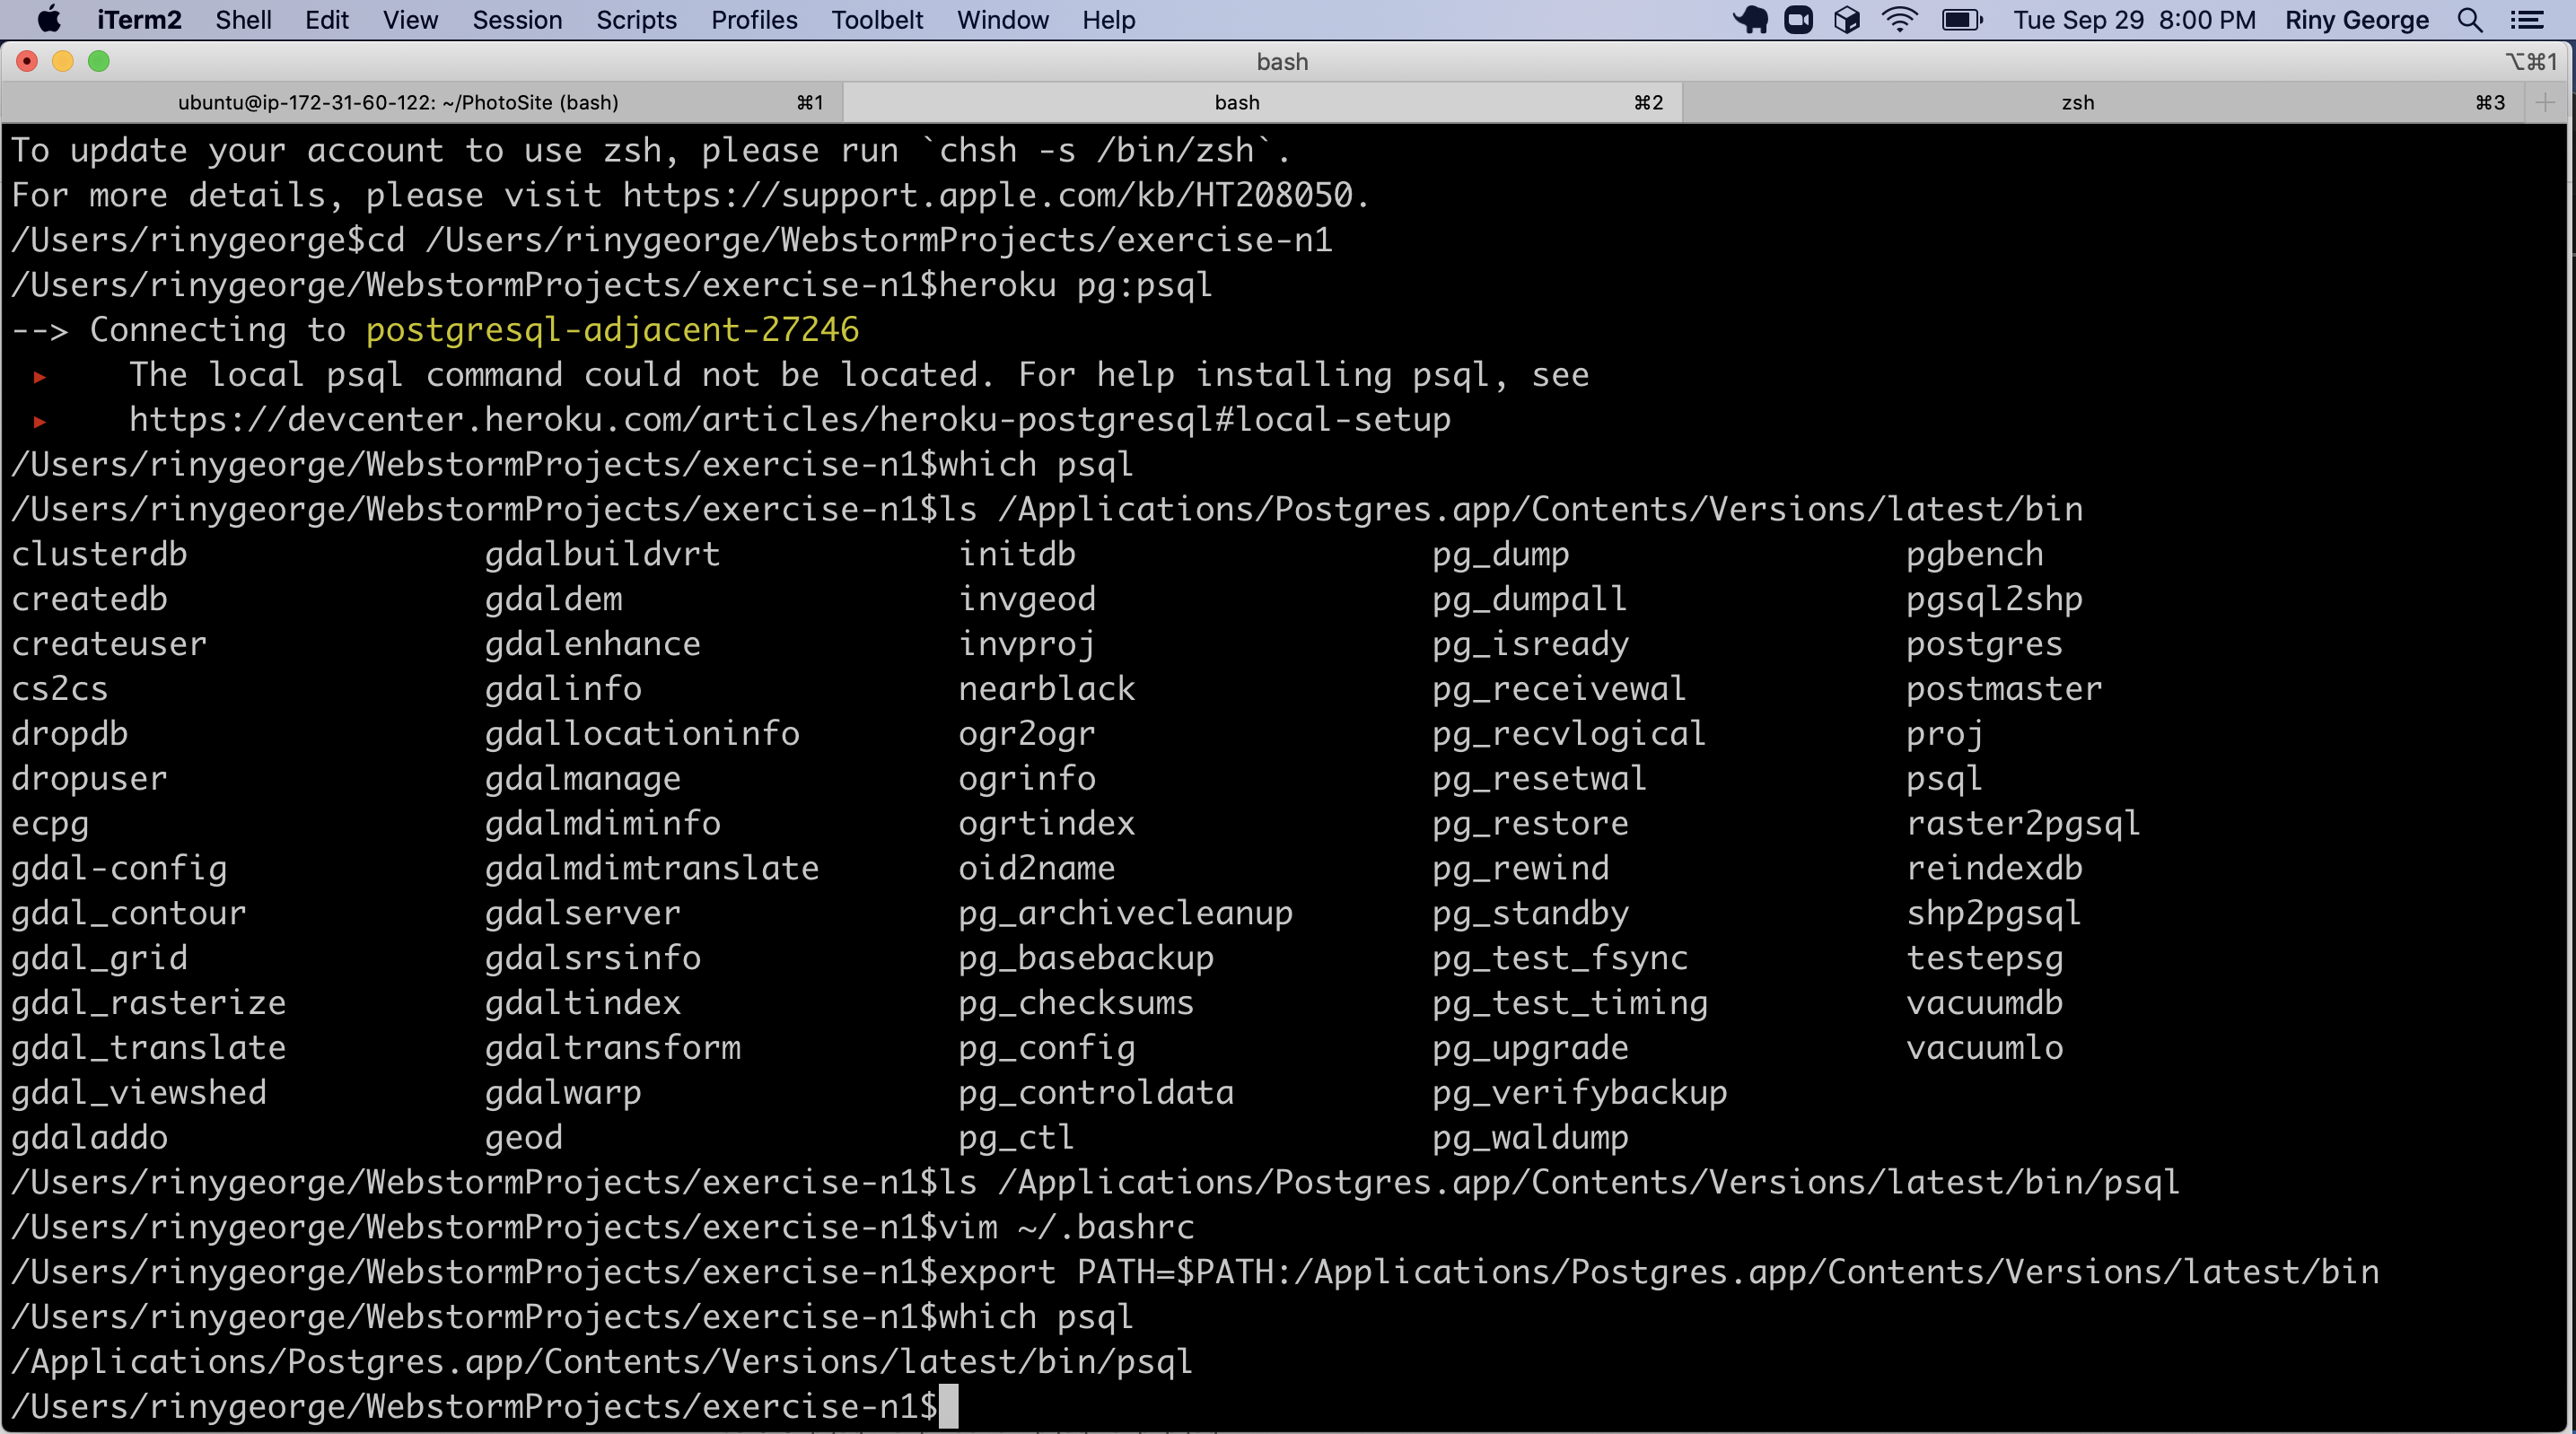 iTerm2 Shell Edit View Session Scripts Profiles Toolbelt Window Help Tue Sep 29 8:00 PM Riny George
bash ⌥⌘1
ubuntu@ip-172-31-60-122: ~/PhotoSite (bash) ⌘1 bash ⌘2 zsh ⌘3
To update your account to use zsh, please run `chsh -s /bin/zsh`.
For more details, please visit https://support.apple.com/kb/HT208050.
/Users/rinygeorge$cd /Users/rinygeorge/WebstormProjects/exercise-n1
/Users/rinygeorge/WebstormProjects/exercise-n1$heroku pg:psql
--> Connecting to postgresql-adjacent-27246
▸    The local psql command could not be located. For help installing psql, see
▸    https://devcenter.heroku.com/articles/heroku-postgresql#local-setup
/Users/rinygeorge/WebstormProjects/exercise-n1$which psql
/Users/rinygeorge/WebstormProjects/exercise-n1$ls /Applications/Postgres.app/Contents/Versions/latest/bin
clusterdb gdalbuildvrt initdb pg_dump pgbench
createdb gdaldem invgeod pg_dumpall pgsql2shp
createuser gdalenhance invproj pg_isready postgres
cs2cs gdalinfo nearblack pg_receivewal postmaster
dropdb gdallocationinfo ogr2ogr pg_recvlogical proj
dropuser gdalmanage ogrinfo pg_resetwal psql
ecpg gdalmdiminfo ogrtindex pg_restore raster2pgsql
gdal-config gdalmdimtranslate oid2name pg_rewind reindexdb
gdal_contour gdalserver pg_archivecleanup pg_standby shp2pgsql
gdal_grid gdalsrsinfo pg_basebackup pg_test_fsync testepsg
gdal_rasterize gdaltindex pg_checksums pg_test_timing vacuumdb
gdal_translate gdaltransform pg_config pg_upgrade vacuumlo
gdal_viewshed gdalwarp pg_controldata pg_verifybackup
gdaladdo geod pg_ctl pg_waldump
/Users/rinygeorge/WebstormProjects/exercise-n1$ls /Applications/Postgres.app/Contents/Versions/latest/bin/psql
/Users/rinygeorge/WebstormProjects/exercise-n1$vim ~/.bashrc
/Users/rinygeorge/WebstormProjects/exercise-n1$export PATH=$PATH:/Applications/Postgres.app/Contents/Versions/latest/bin
/Users/rinygeorge/WebstormProjects/exercise-n1$which psql
/Applications/Postgres.app/Contents/Versions/latest/bin/psql
/Users/rinygeorge/WebstormProjects/exercise-n1$